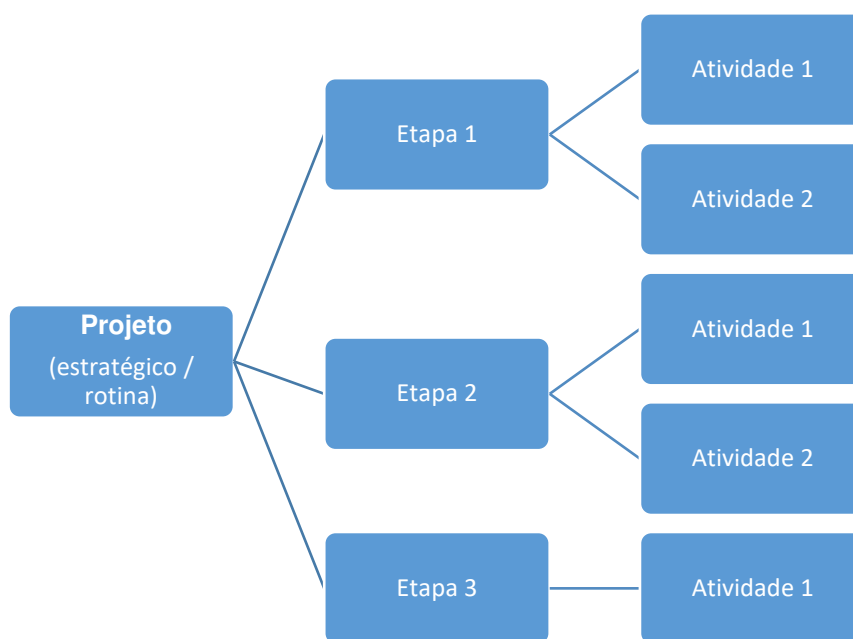 Projeto
(estratégico /
rotina)
Etapa 1
Atividade 1
Atividade 2
Etapa 2
Atividade 1
Atividade 2
Etapa 3
Atividade 1